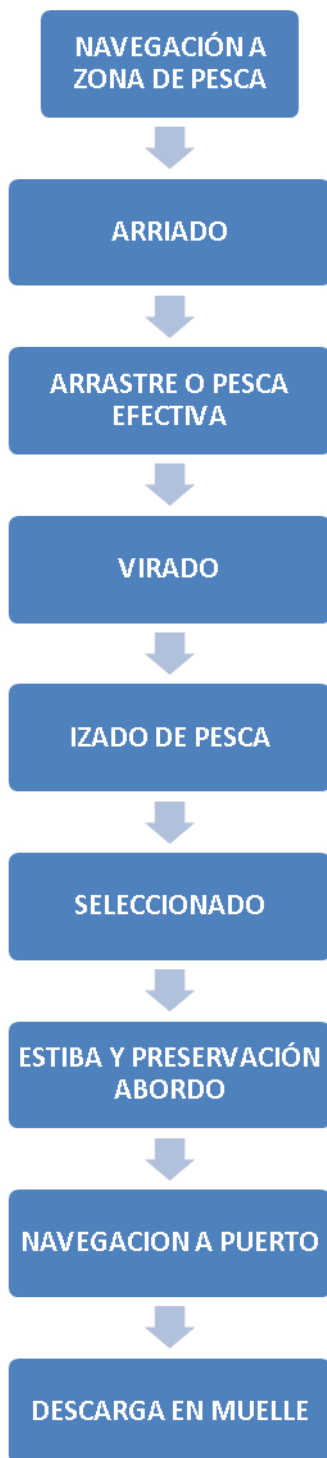 NAVEGACIÓN A
ZONA DE PESCA
ARRIADO
ARRASTRE O PESCA
EFECTIVA
VIRADO
IZADO DE PESCA
SELECCIONADO
ESTIBA Y PRESERVACIÓN
ABORDO
NAVEGACION A PUERTO
DESCARGA EN MUELLE